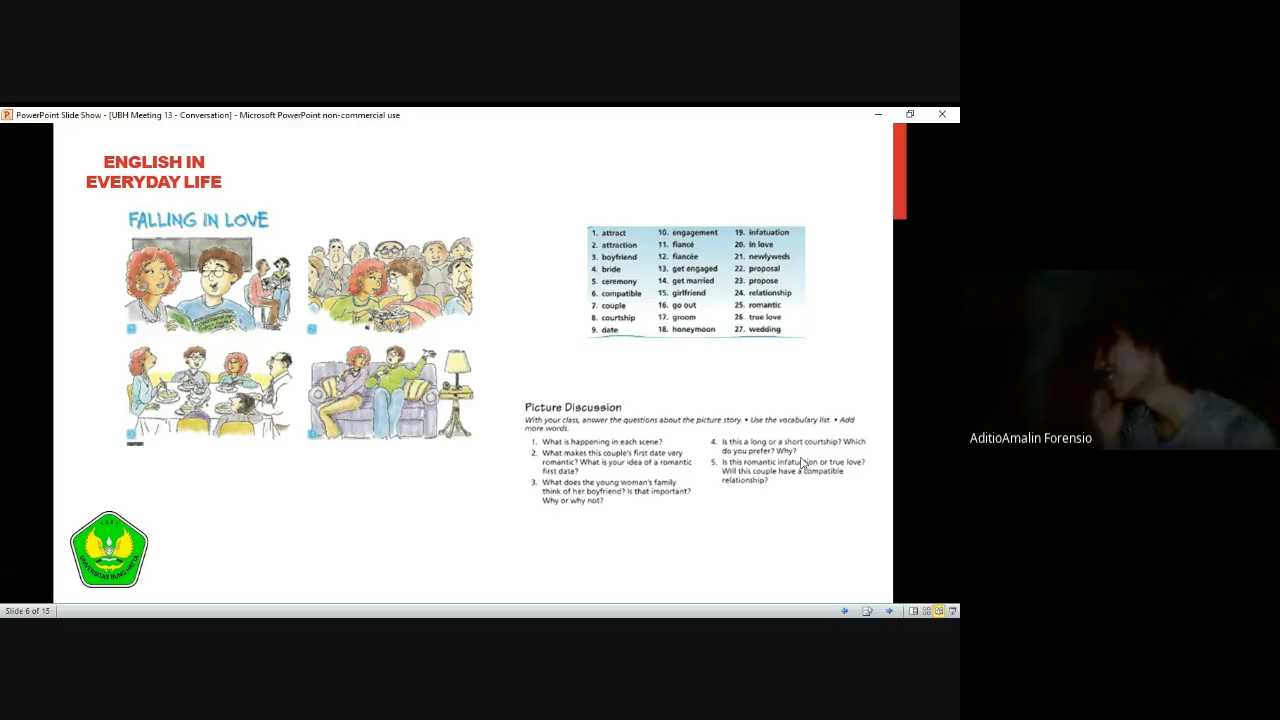 PowerPoint Slide Show - [UBH Meeting 13 - Conversation] - Microsoft PowerPoint non-commercial use
ENGLISH IN
EVERYDAY LIFE
FALLING IN LOVE
1. attract
2. attraction
3. boyfriend
4. bride
5. ceremony
6. compatible
7. couple
8. courtship
9. date
10. engagement
11. fiancé
12. fiancée
13. get engaged
14. get married
15. girlfriend
16. go out
17. groom
18. honeymoon
19. infatuation
20. in love
21. newlyweds
22. proposal
23. propose
24. relationship
25. romantic
26. true love
27. wedding
Picture Discussion
With your class, answer the questions about the picture story. • Use the vocabulary list. • Add
more words.
1. What is happening in each scene?
2. What makes this couple's first date very
romantic? What is your idea of a romantic
first date?
3. What does the young woman's family
think of her boyfriend? Is that important?
Why or why not?
4. Is this a long or a short courtship? Which
do you prefer? Why?
5. Is this romantic infatuation or true love?
Will this couple have a compatible
relationship?
UNIVERSITAS BUNG HATTA
Slide 6 of 15
AditioAmalin Forensio